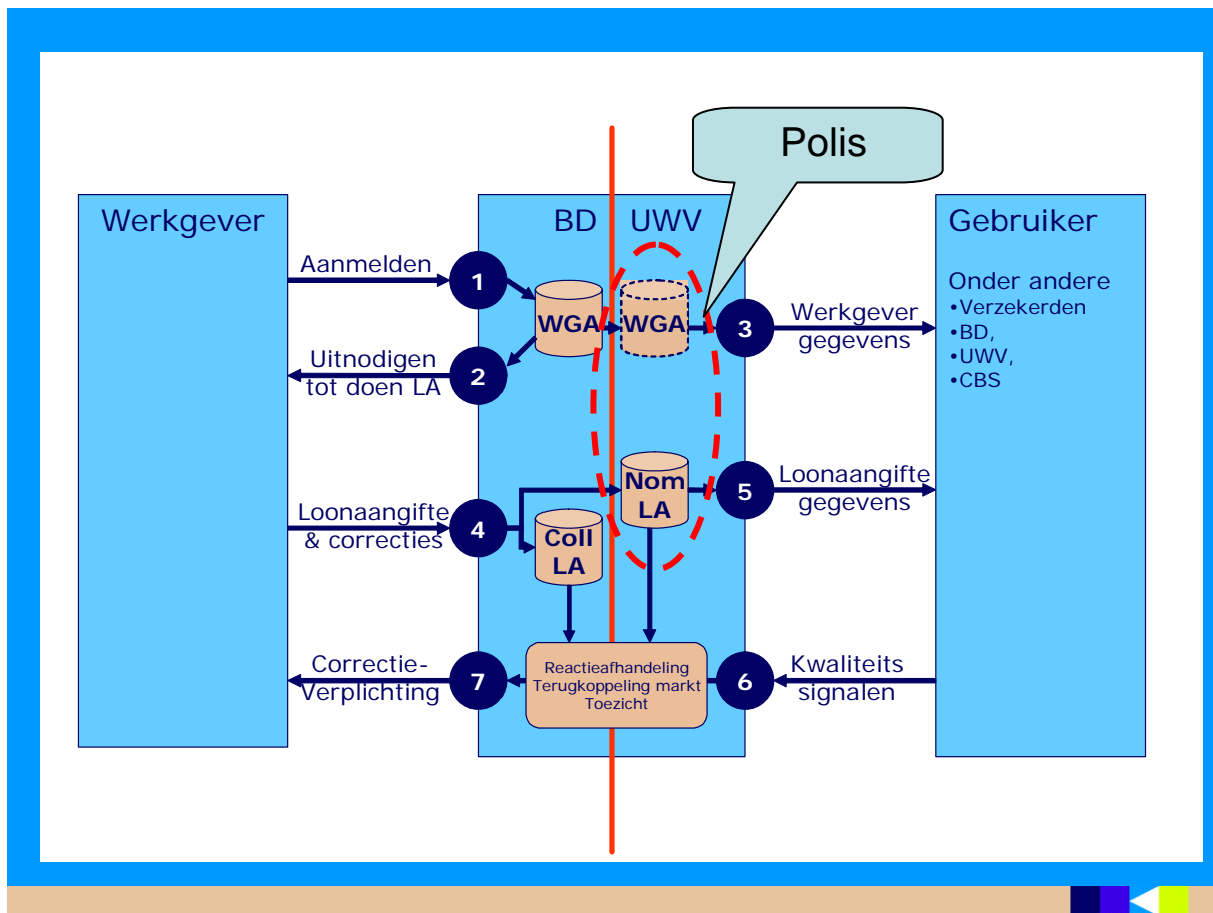 Polis
Werkgever
BD
UWV
Gebruiker
Aanmelden
1
WGA
WGA
3
Werkgever
gegevens
Onder andere
•Verzekerden
•BD,
•UWV,
•CBS
Uitnodigen
tot doen LA
2
Loonaangifte
& correcties
4
Coll
LA
Nom
LA
5
Loonaangifte
gegevens
Correctie-
Verplichting
7
Reactieafhandeling
Terugkoppeling markt
Toezicht
6
Kwaliteits
signalen